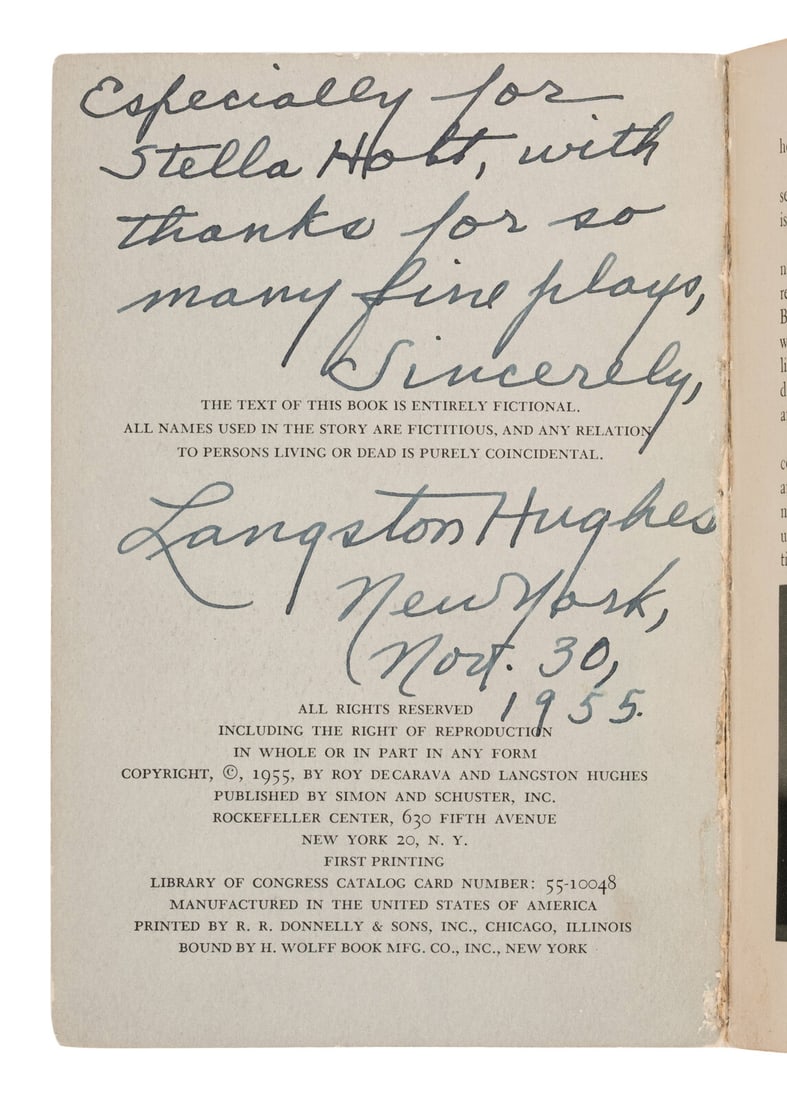 Especially for
Stella Holt, with
thanks for so
many fine plays,
Sincerely,
THE TEXT OF THIS BOOK IS ENTIRELY FICTIONAL.
ALL NAMES USED IN THE STORY ARE FICTITIOUS, AND ANY RELATION
TO PERSONS LIVING OR DEAD IS PURELY COINCIDENTAL.
Langston Hughes
New York,
Nov. 30,
1955.
ALL RIGHTS RESERVED
INCLUDING THE RIGHT OF REPRODUCTION
IN WHOLE OR IN PART IN ANY FORM
COPYRIGHT, ©, 1955, BY ROY DECARAVA AND LANGSTON HUGHES
PUBLISHED BY SIMON AND SCHUSTER, INC.
ROCKEFELLER CENTER, 630 FIFTH AVENUE
NEW YORK 20, N. Y.
FIRST PRINTING
LIBRARY OF CONGRESS CATALOG CARD NUMBER: 55-10048
MANUFACTURED IN THE UNITED STATES OF AMERICA
PRINTED BY R. R. DONNELLY & SONS, INC., CHICAGO, ILLINOIS
BOUND BY H. WOLFF BOOK MFG. CO., INC., NEW YORK